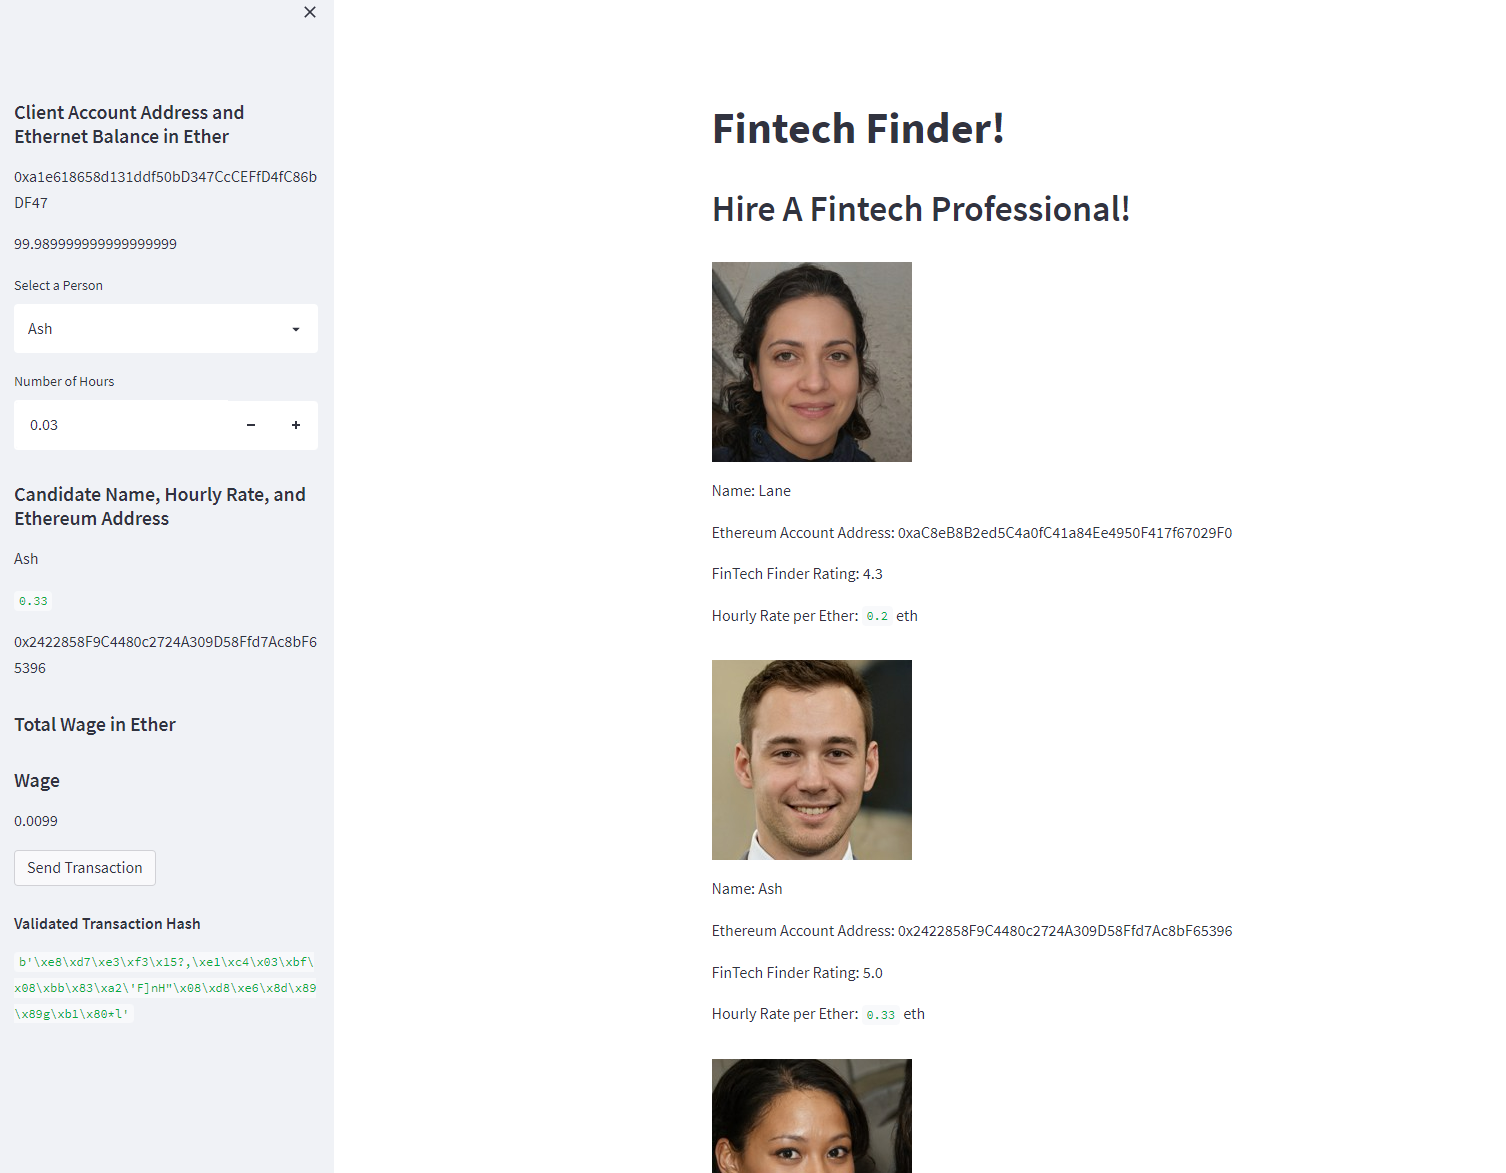 Client Account Address and
Ethernet Balance in Ether
0xa1e618658d131ddf50bD347CcCEFfD4fC86b
DF47
99.989999999999999999
Select a Person
Ash
Number of Hours
0.03
Candidate Name, Hourly Rate, and
Ethereum Address
Ash
0.33
0x2422858F9C4480c2724A309D58Ffd7Ac8bF6
5396
Total Wage in Ether
Wage
0.0099
Send Transaction
Validated Transaction Hash
b'\xe8\xd7\xe3\xf3\x15?,\xe1\xc4\x03\xbf\
\x08\xbb\x83\xa2\'F]nH"\x08\xd8\xe6\x8d\x89
\x89g\xb1\x80*l'
Fintech Finder!
Hire A Fintech Professional!
Name: Lane
Ethereum Account Address: 0xaC8eB8B2ed5C4a0fC41a84Ee4950F417f67029F0
FinTech Finder Rating: 4.3
Hourly Rate per Ether: 0.2 eth
Name: Ash
Ethereum Account Address: 0x2422858F9C4480c2724A309D58Ffd7Ac8bF65396
FinTech Finder Rating: 5.0
Hourly Rate per Ether: 0.33 eth